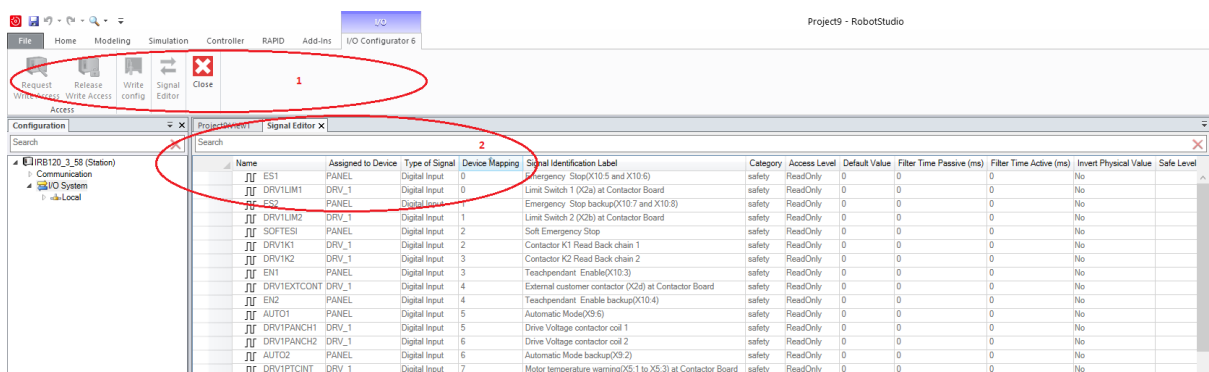 I/O
Project9 - RobotStudio
File Home Modeling Simulation Controller RAPID Add-Ins I/O Configurator 6
Request Write Access Release Write Access Write config Signal Editor Close
Access
1
Configuration
Project9:View1 Signal Editor
Search
Search
2
IRB120_3_58 (Station)
Communication
I/O System
Local
Name Assigned to Device Type of Signal Device Mapping Signal Identification Label Category Access Level Default Value Filter Time Passive (ms) Filter Time Active (ms) Invert Physical Value Safe Level
ES1 PANEL Digital Input 0 Emergency Stop(X10:5 and X10:6) safety ReadOnly 0 0 0 No
DRV1LIM1 DRV_1 Digital Input 0 Limit Switch 1 (X2a) at Contactor Board safety ReadOnly 0 0 0 No
ES2 PANEL Digital Input 1 Emergency Stop backup(X10:7 and X10:8) safety ReadOnly 0 0 0 No
DRV1LIM2 DRV_1 Digital Input 1 Limit Switch 2 (X2b) at Contactor Board safety ReadOnly 0 0 0 No
SOFTESI PANEL Digital Input 2 Soft Emergency Stop safety ReadOnly 0 0 0 No
DRV1K1 DRV_1 Digital Input 2 Contactor K1 Read Back chain 1 safety ReadOnly 0 0 0 No
DRV1K2 DRV_1 Digital Input 3 Contactor K2 Read Back chain 2 safety ReadOnly 0 0 0 No
EN1 PANEL Digital Input 3 Teachpendant Enable(X10:3) safety ReadOnly 0 0 0 No
DRV1EXTCONT DRV_1 Digital Input 4 External customer contactor (X2d) at Contactor Board safety ReadOnly 0 0 0 No
EN2 PANEL Digital Input 4 Teachpendant Enable backup(X10:4) safety ReadOnly 0 0 0 No
AUTO1 PANEL Digital Input 5 Automatic Mode(X9:6) safety ReadOnly 0 0 0 No
DRV1PANCH1 DRV_1 Digital Input 5 Drive Voltage contactor coil 1 safety ReadOnly 0 0 0 No
DRV1PANCH2 DRV_1 Digital Input 6 Drive Voltage contactor coil 2 safety ReadOnly 0 0 0 No
AUTO2 PANEL Digital Input 6 Automatic Mode backup(X9:2) safety ReadOnly 0 0 0 No
DRV1PTCINT DRV_1 Digital Input 7 Motor temperature warning(X5:1 to X5:3) at Contactor Board safety ReadOnly 0 0 0 No